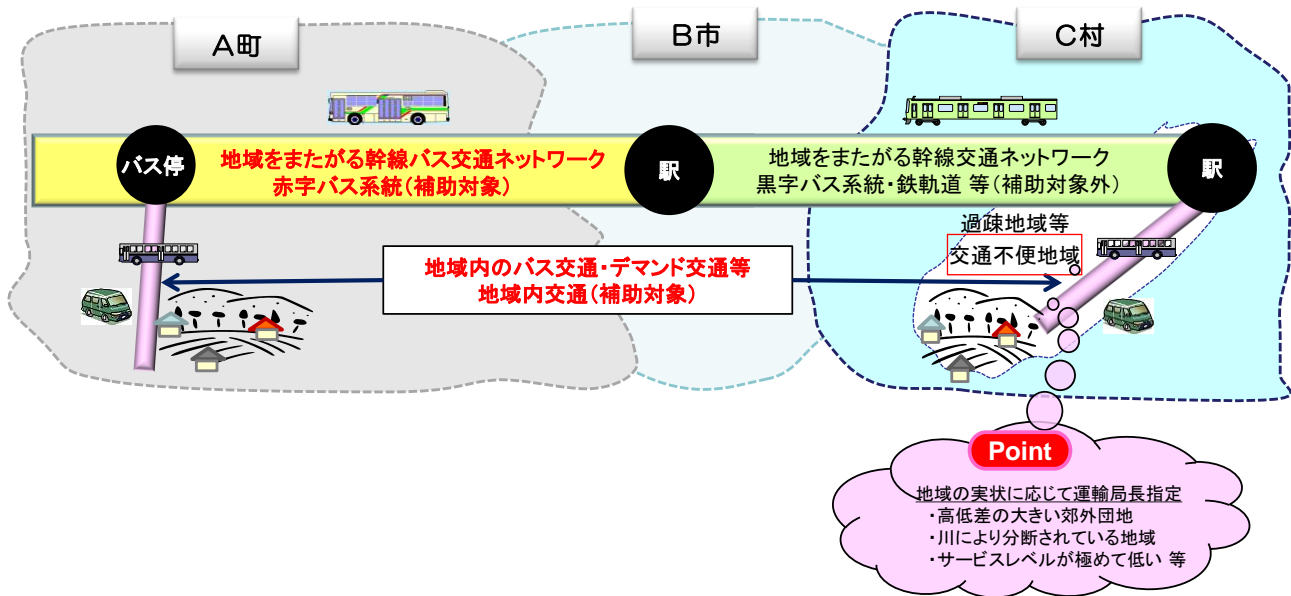 A町
B市
C村
バス停
地域をまたがる幹線バス交通ネットワーク
赤字バス系統(補助対象)
駅
地域をまたがる幹線交通ネットワーク
黒字バス系統・鉄軌道 等(補助対象外)
駅
過疎地域等
交通不便地域
地域内のバス交通・デマンド交通等
地域内交通(補助対象)
Point
地域の実状に応じて運輸局長指定
・高低差の大きい郊外団地
・川により分断されている地域
・サービスレベルが極めて低い 等